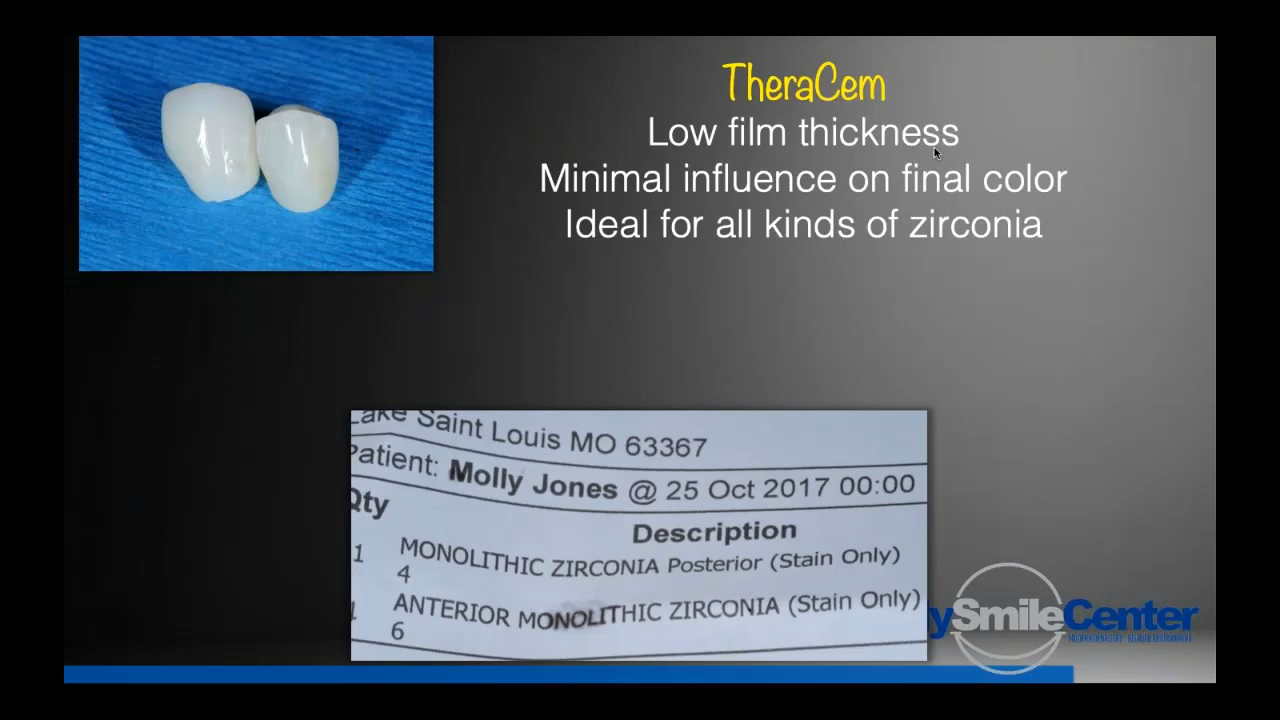 TheraCem
Low film thickness
Minimal influence on final color
Ideal for all kinds of zirconia
Lake Saint Louis MO 63367
Patient: Molly Jones @ 25 Oct 2017 00:00
Qty
Description
1 MONOLITHIC ZIRCONIA Posterior (Stain Only)
4
ANTERIOR MONOLITHIC ZIRCONIA (Stain Only)
6
ySmileCenter